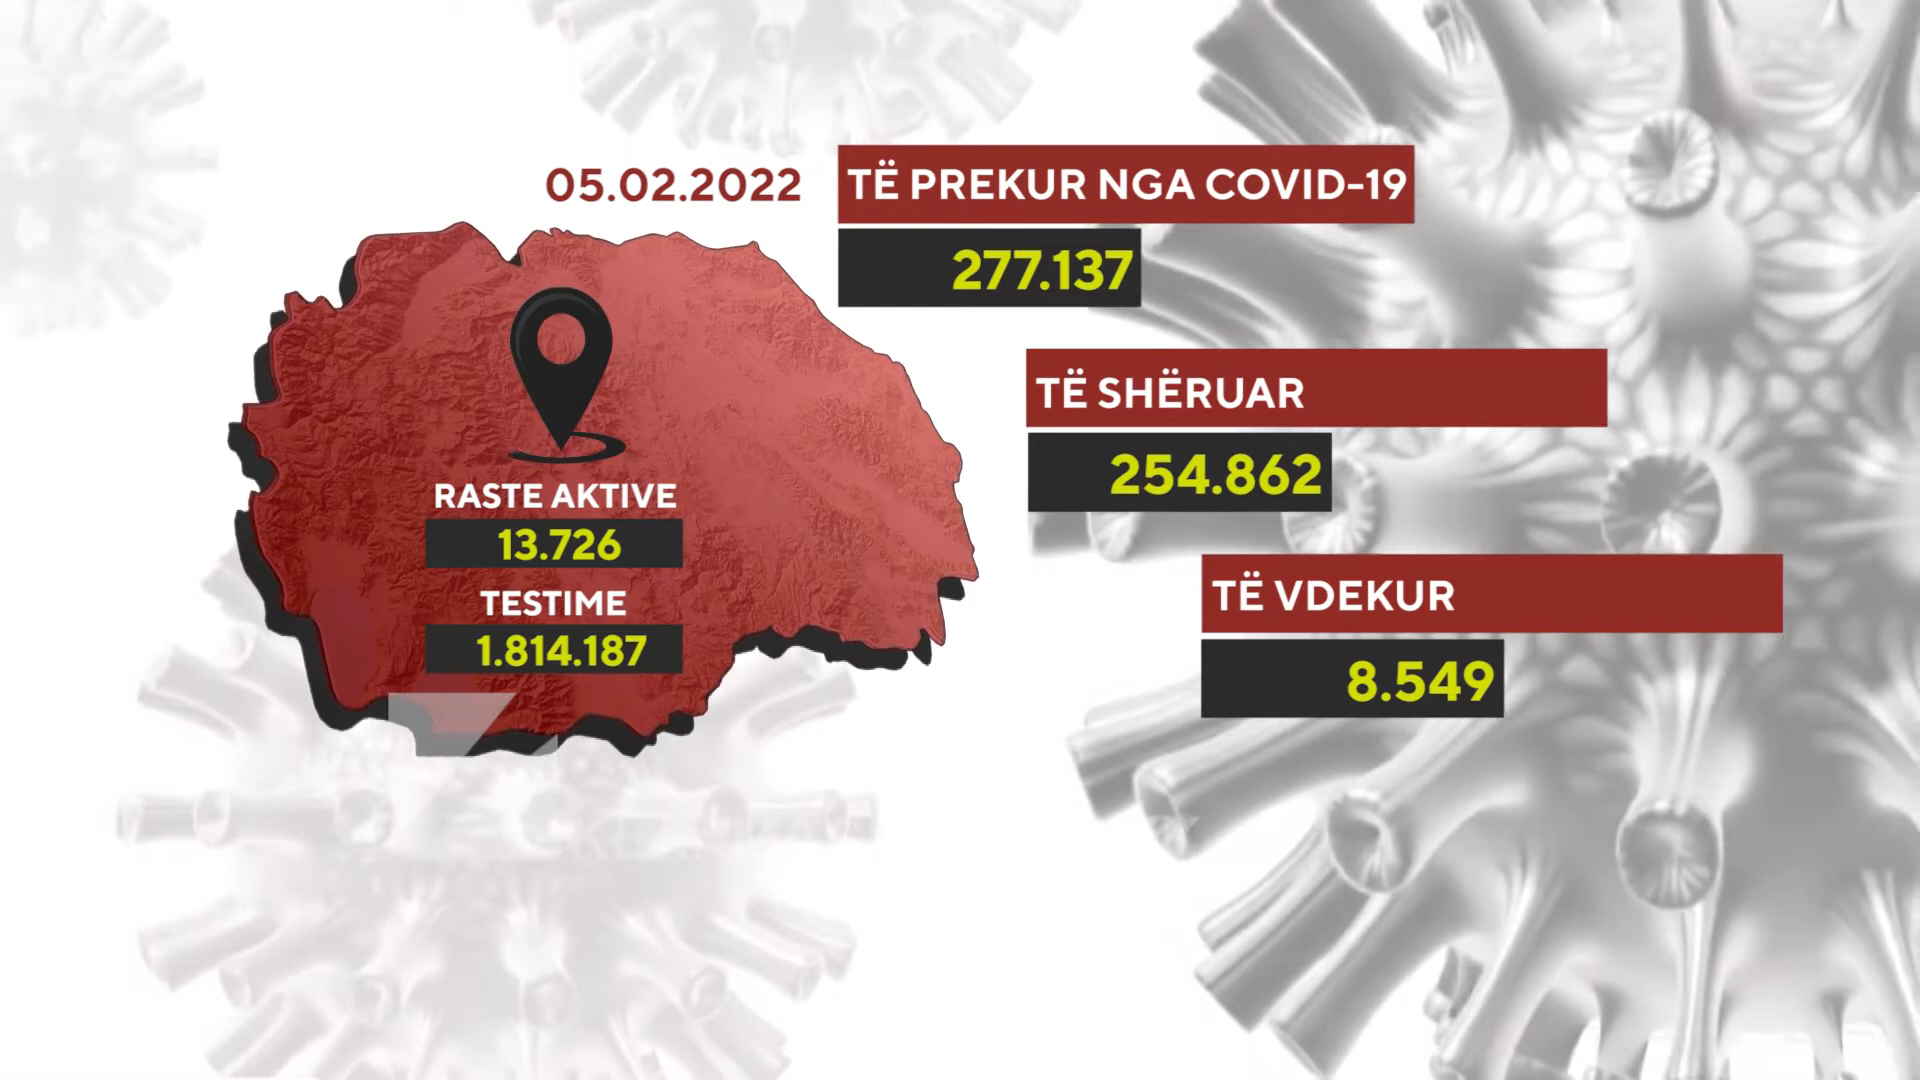 05.02.2022
TË PREKUR NGA COVID-19
277.137
TË SHËRUAR
254.862
TË VDEKUR
8.549
RASTE AKTIVE
13.726
TESTIME
1.814.187